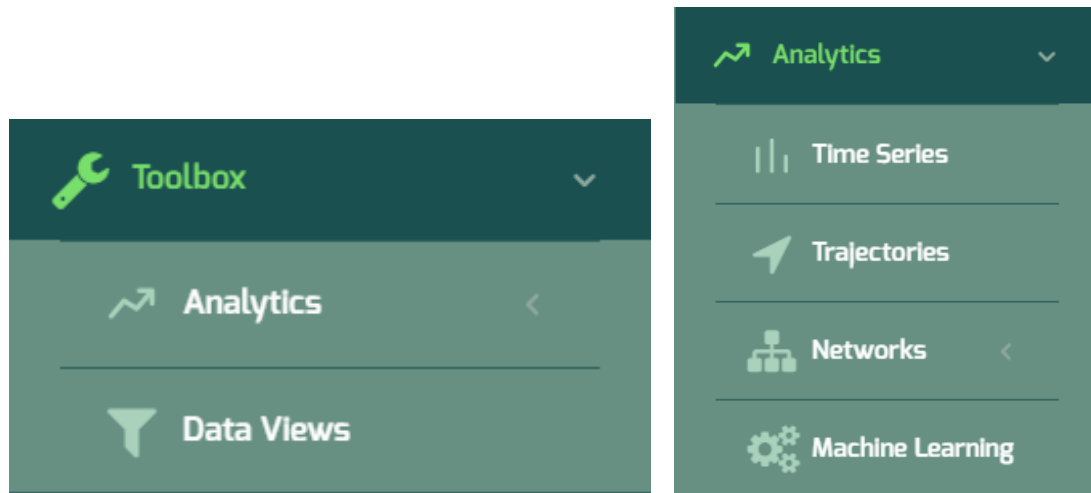 Toolbox
Analytics
Data Views
Analytics
Time Series
Trajectories
Networks
Machine Learning